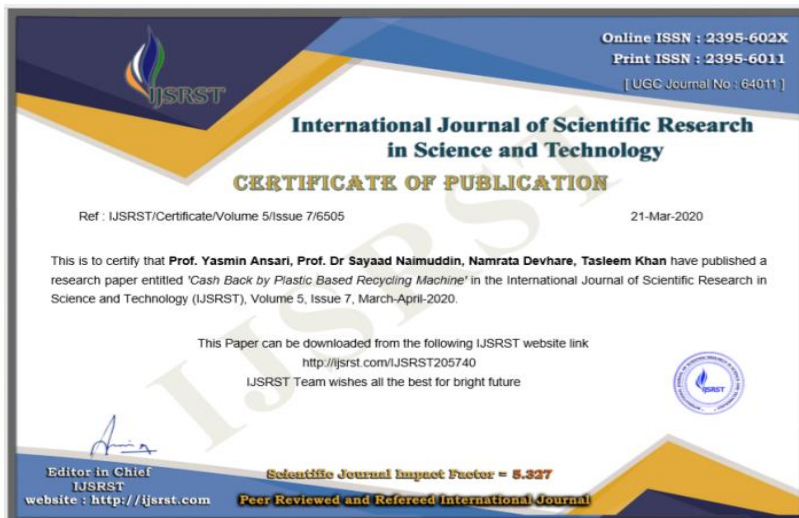 IJSRST
Online ISSN : 2395-602X
Print ISSN : 2395-6011
[ UGC Journal No : 64011 ]
International Journal of Scientific Research
in Science and Technology
CERTIFICATE OF PUBLICATION
Ref : IJSRST/Certificate/Volume 5/Issue 7/6505
21-Mar-2020
This is to certify that Prof. Yasmin Ansari, Prof. Dr Sayaad Naimuddin, Namrata Devhare, Tasleem Khan have published a
research paper entitled 'Cash Back by Plastic Based Recycling Machine' in the International Journal of Scientific Research in
Science and Technology (IJSRST), Volume 5, Issue 7, March-April-2020.
This Paper can be downloaded from the following IJSRST website link
http://ijsrst.com/IJSRST205740
IJSRST Team wishes all the best for bright future
IJSRST
IJSRST
Editor in Chief
IJSRST
website : http://ijsrst.com
Scientific Journal Impact Factor = 5.327
Peer Reviewed and Refereed International Journal